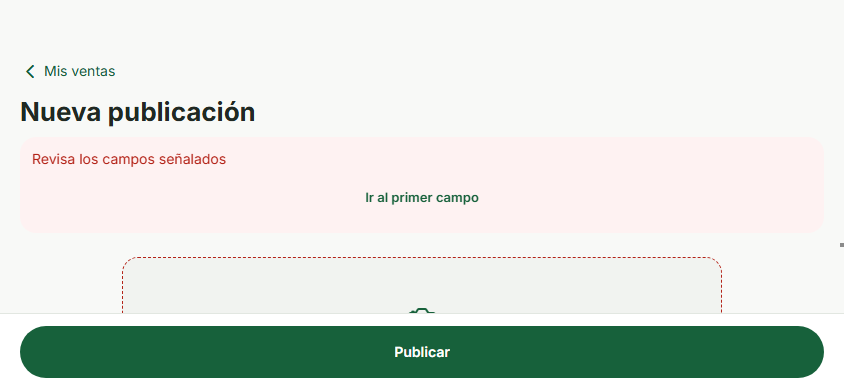 Mis ventas
Nueva publicación
Revisa los campos señalados
Ir al primer campo
Publicar